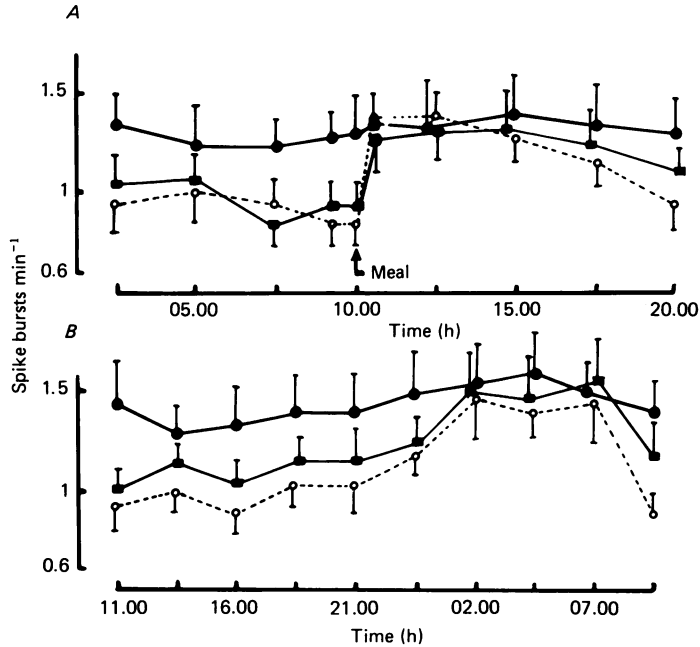 A
1.5
1
0.6
Meal
05.00 10.00 15.00 20.00
Time (h)
Spike bursts min⁻¹
B
1.5
1
0.6
11.00 16.00 21.00 02.00 07.00
Time (h)